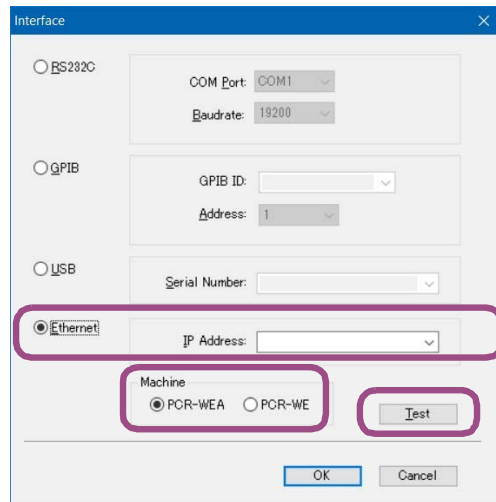 Interface
RS232C
COM Port: COM1
Baudrate: 19200
GPIB
GPIB ID:
Address: 1
USB
Serial Number:
Ethernet
IP Address:
Machine
PCR-WEA PCR-WE
Test
OK Cancel